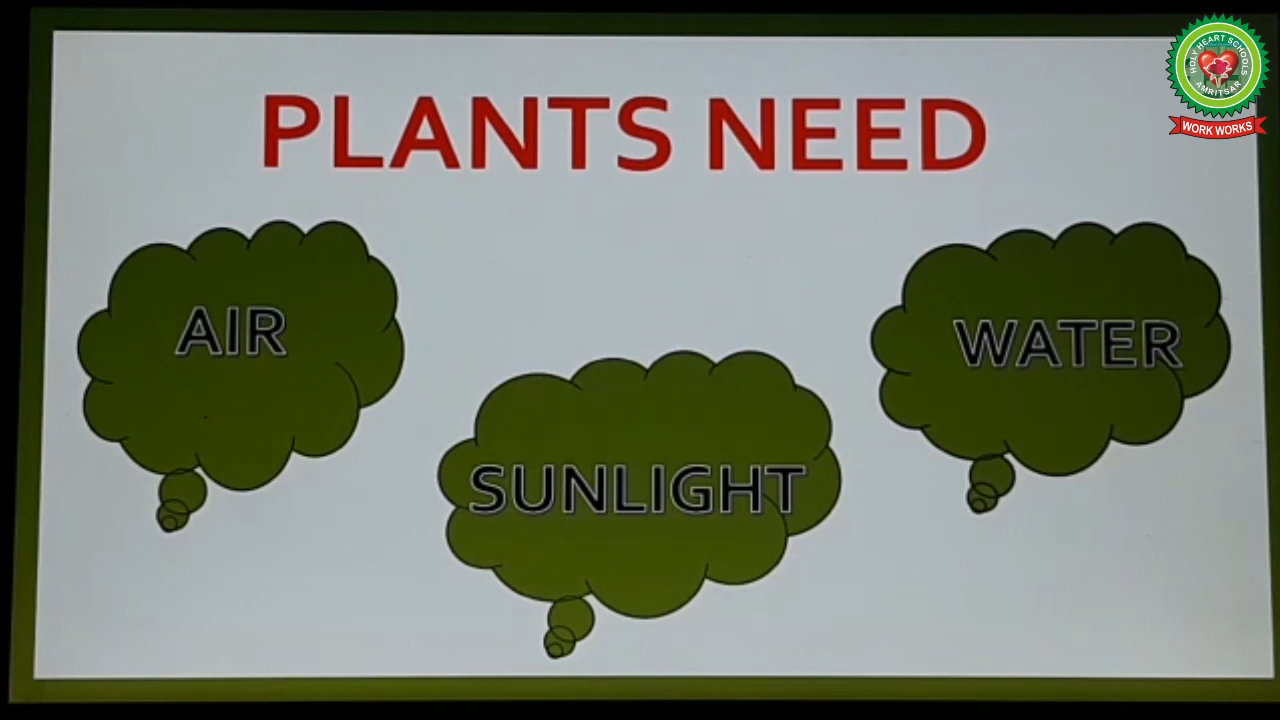 PLANTS NEED
AIR
SUNLIGHT
WATER
HOLY HEART SCHOOLS
AMRITSAR
WORK WORKS